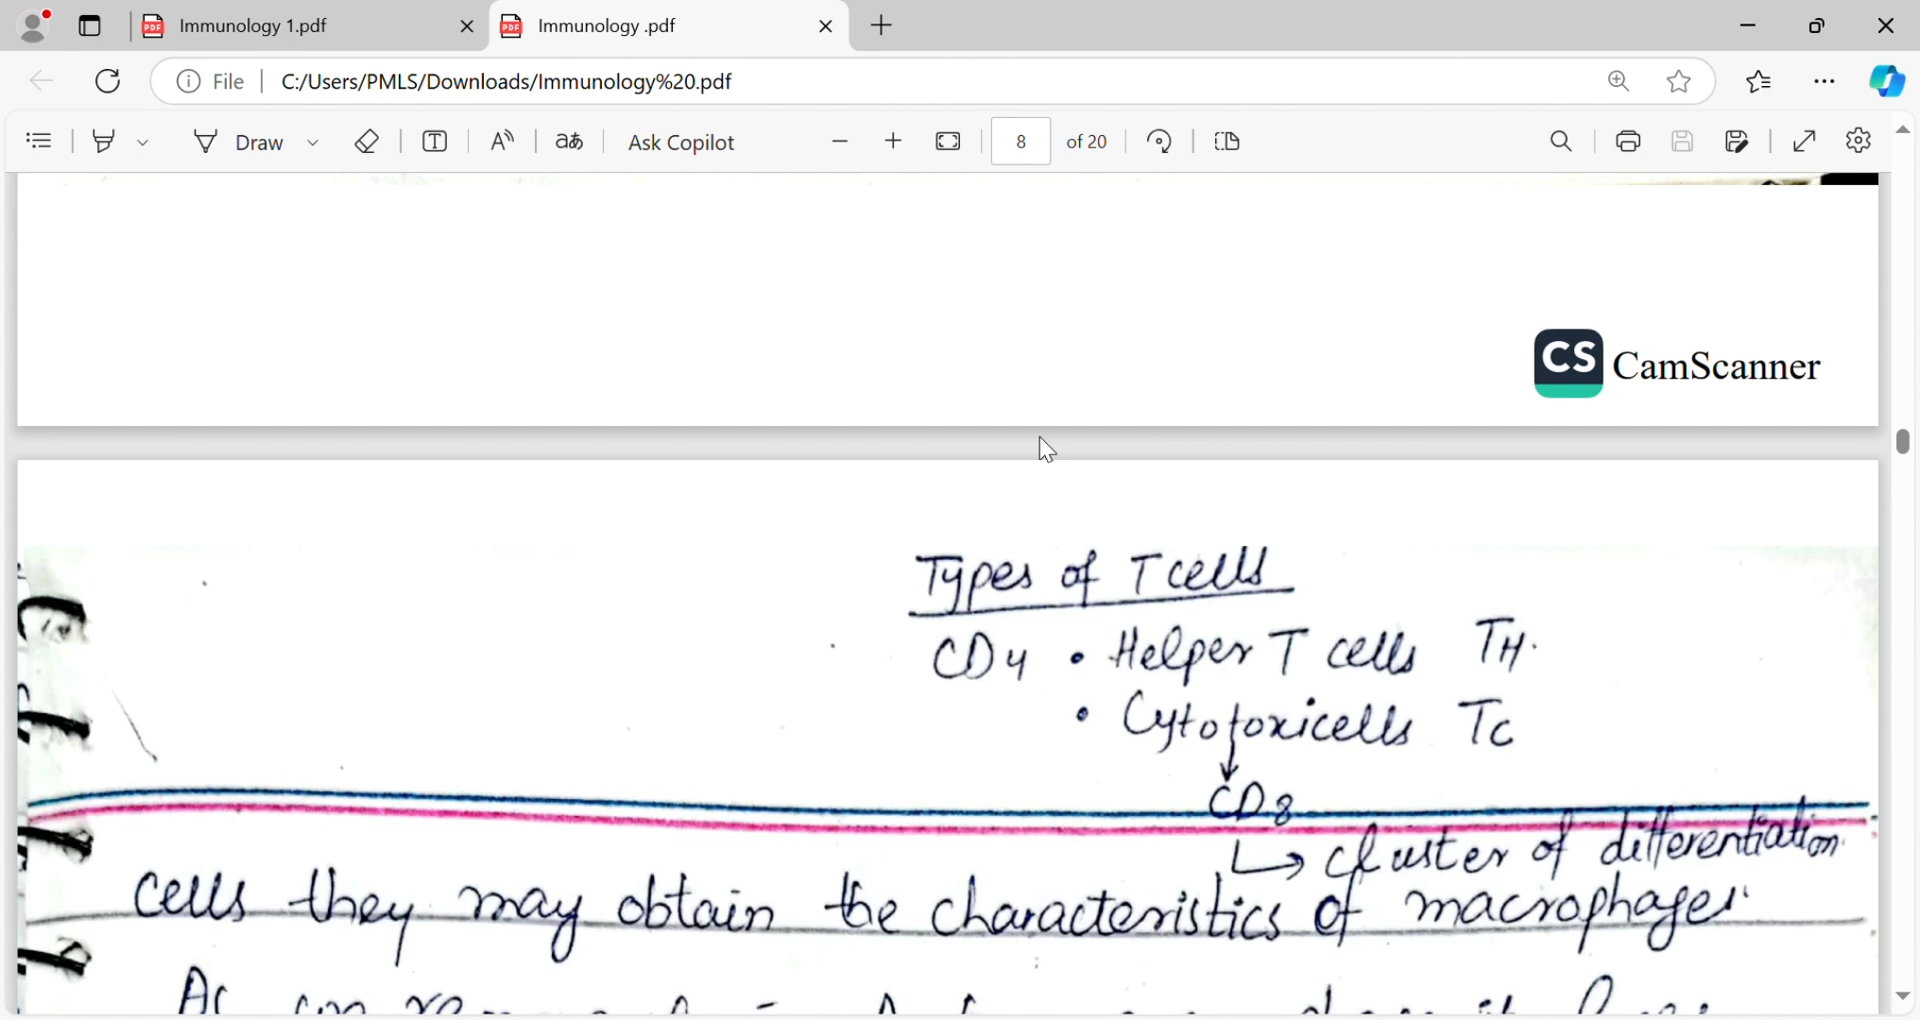 Immunology 1.pdf
Immunology .pdf
File
C:/Users/PMLS/Downloads/Immunology%20.pdf
Draw
A
aあ
Ask Copilot
8
of 20
CS CamScanner
Types of T cells
CD4 • Helper T cells TH.
• Cytotoxicells Tc
CD8
cluster of differentiation.
cells they may obtain the characteristics of macrophages.